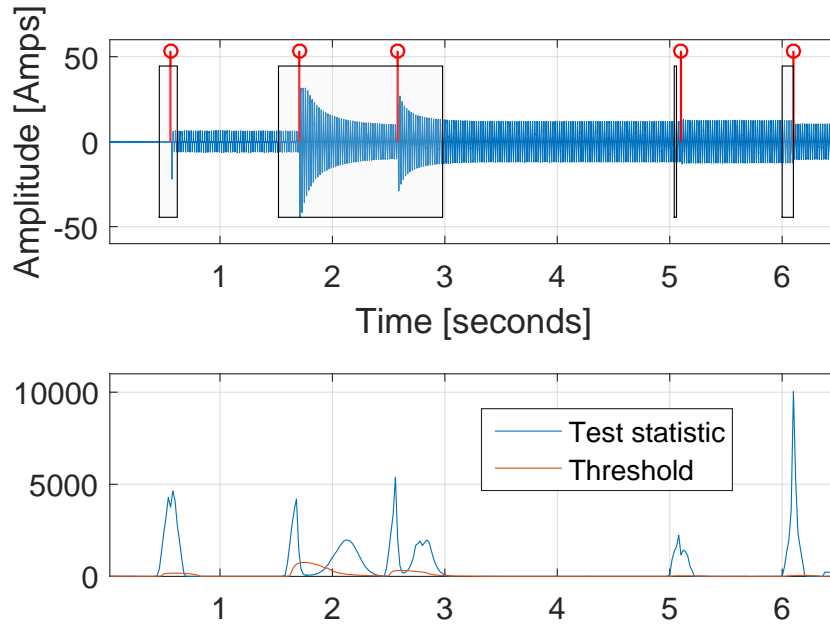 Amplitude [Amps]
50
0
-50
1 2 3 4 5 6
Time [seconds]
10000
5000
0
Test statistic
Threshold
1 2 3 4 5 6